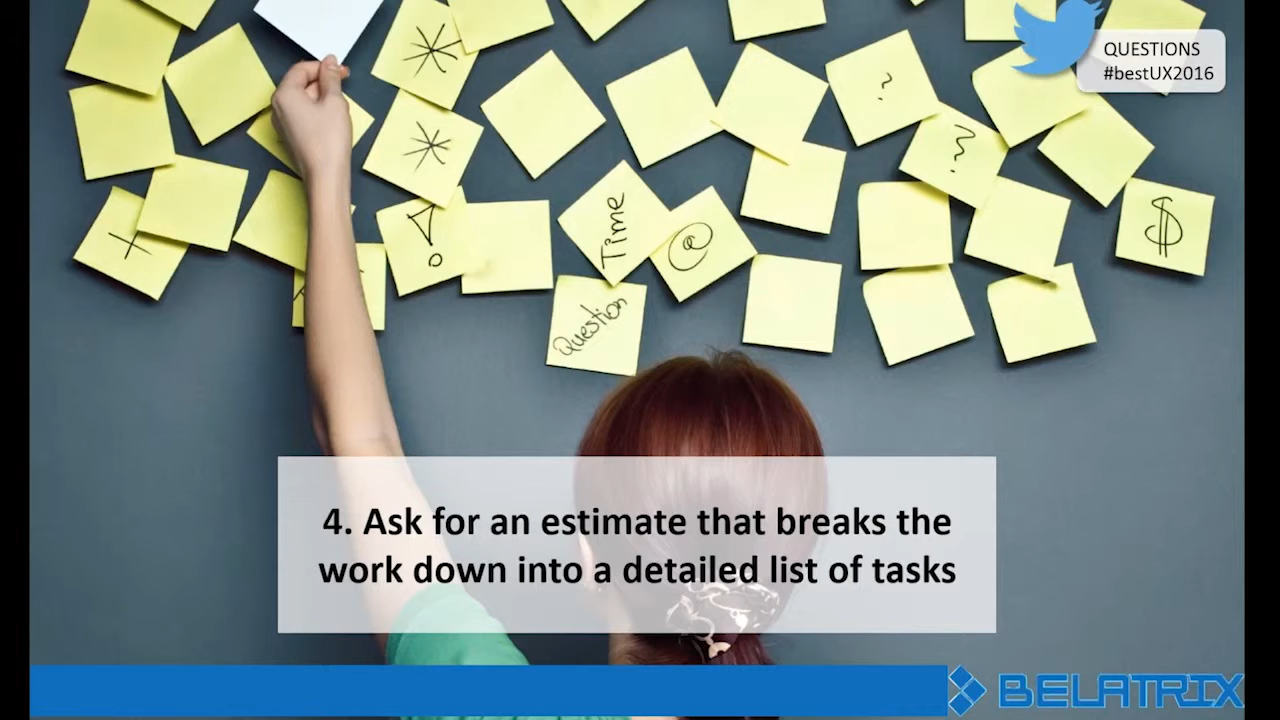 QUESTIONS
#bestUX2016
*
*
?
?
$
Time
@
+
!
Question
4. Ask for an estimate that breaks the
work down into a detailed list of tasks
BELATRIX